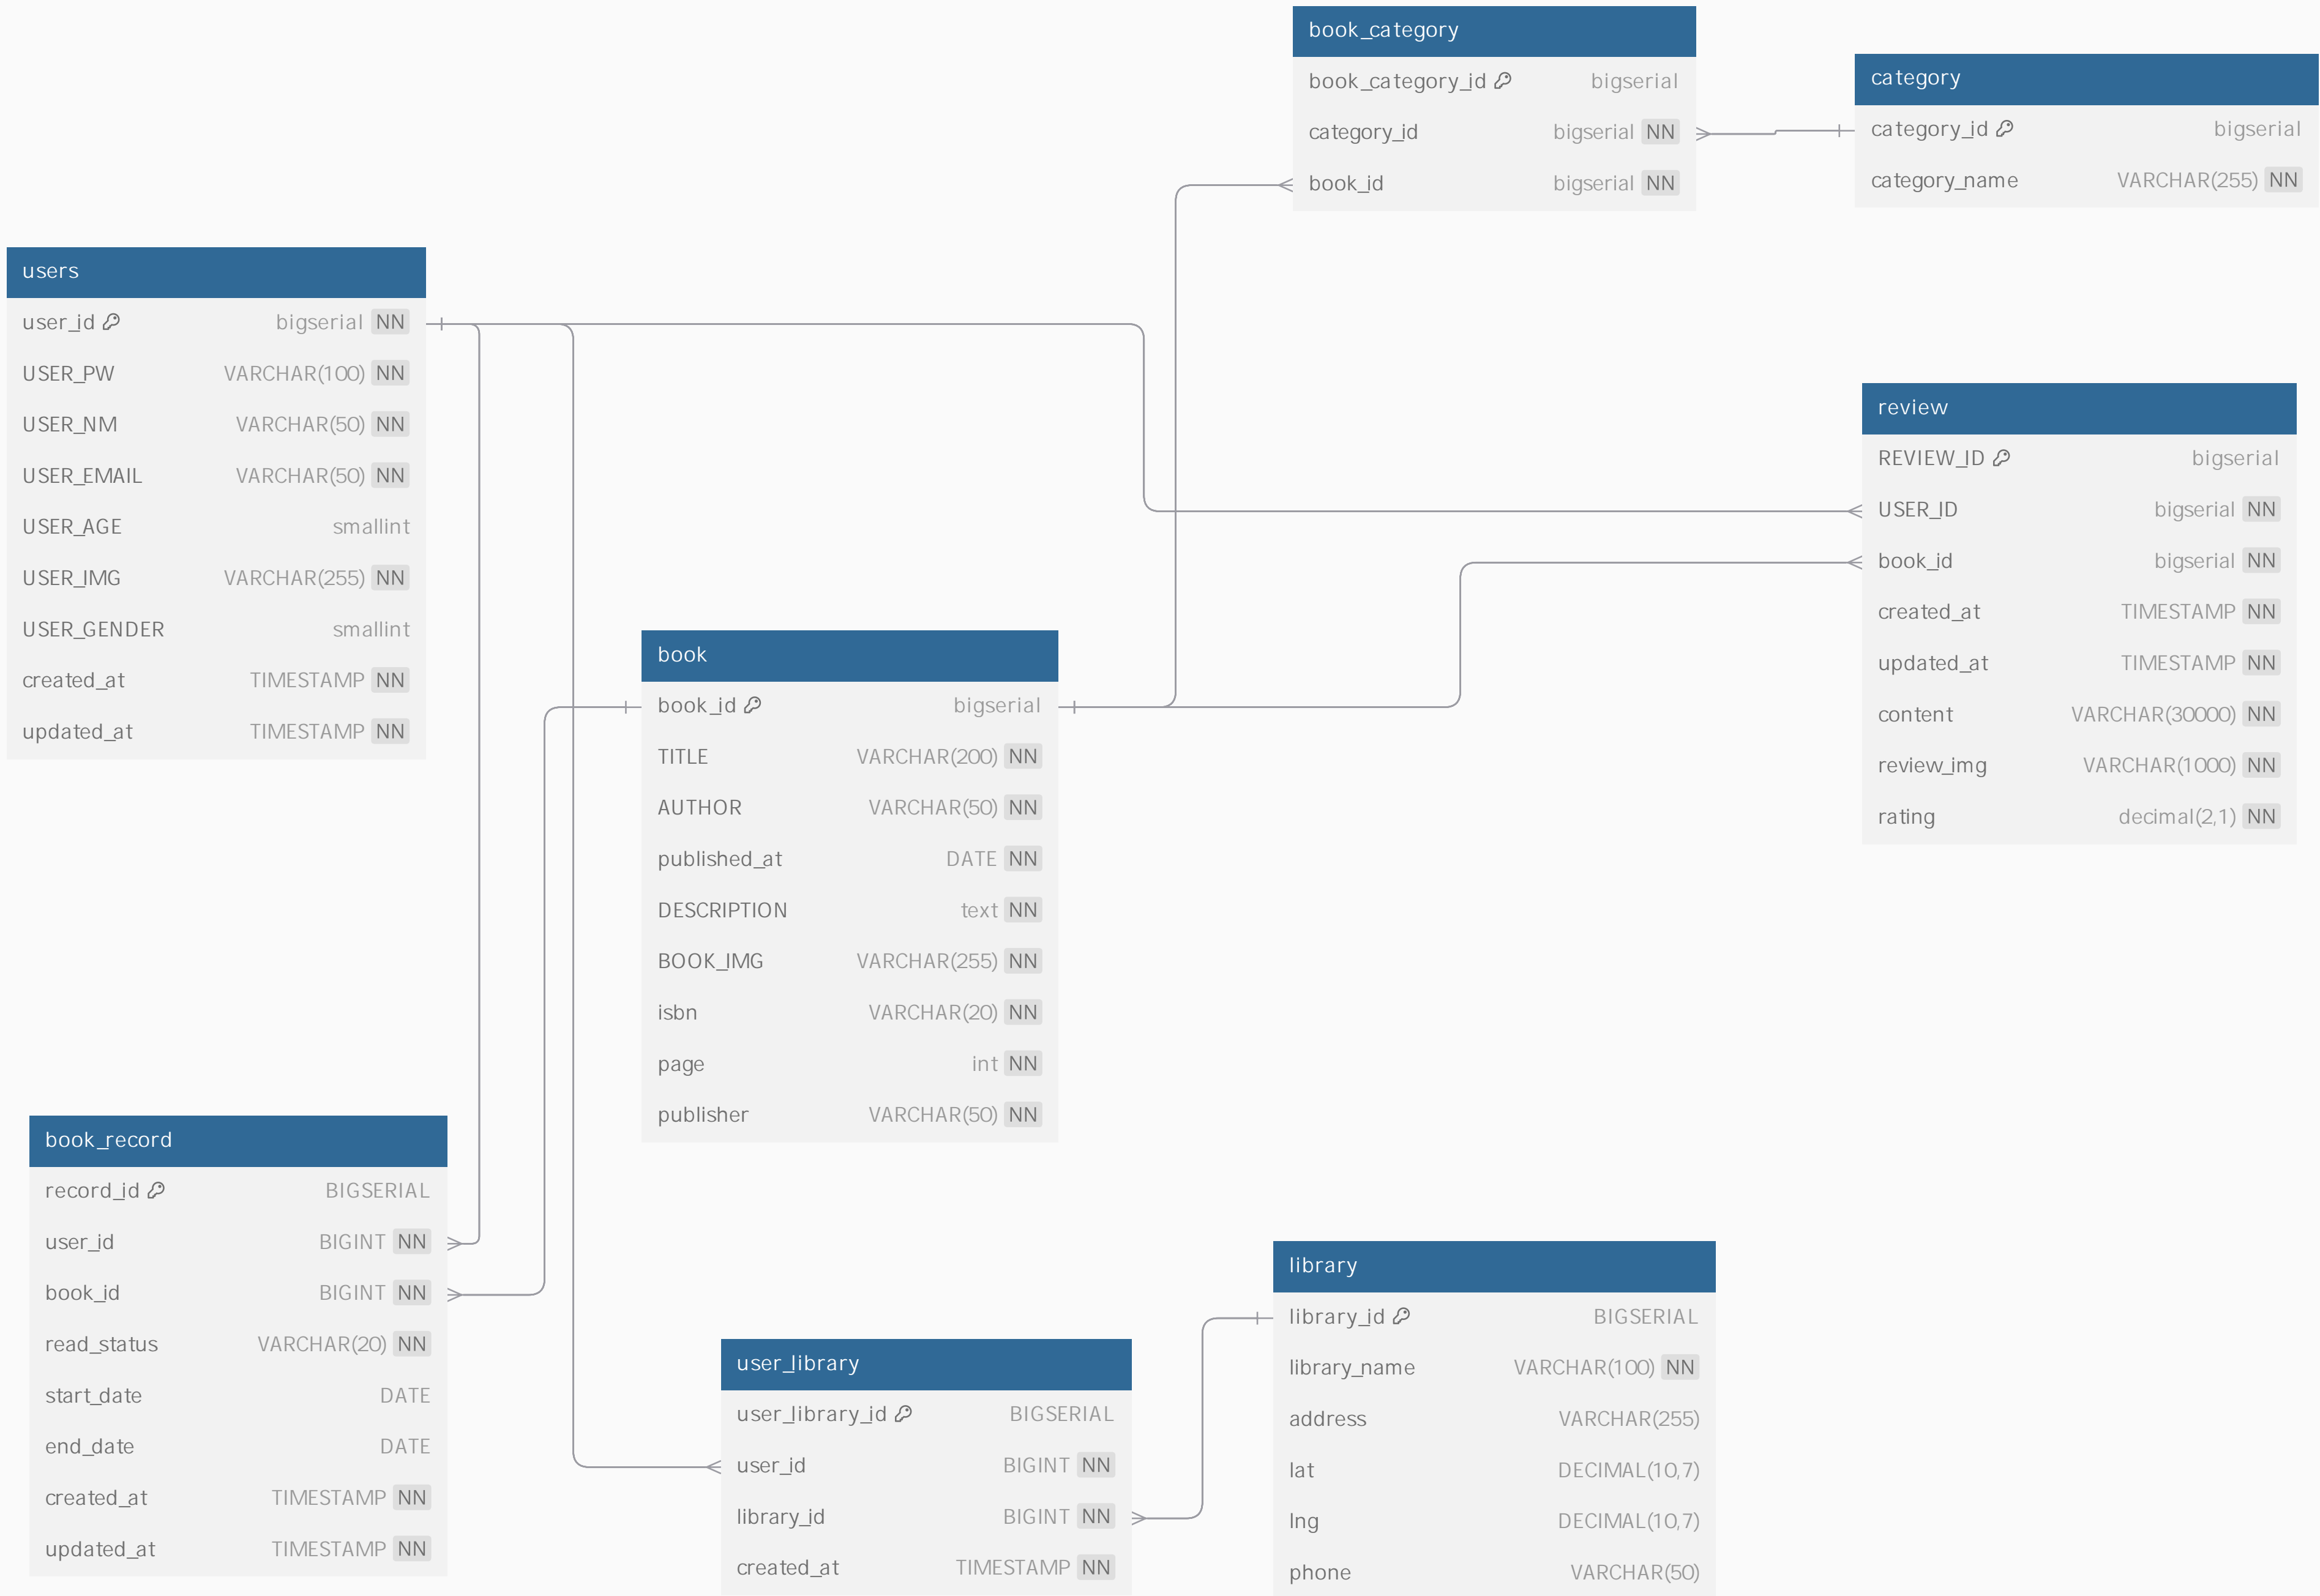 book_category
book_category_id bigserial
category_id bigserial NN
book_id bigserial NN
category
category_id bigserial
category_name VARCHAR(255) NN
users
user_id bigserial NN
USER_PW VARCHAR(100) NN
USER_NM VARCHAR(50) NN
USER_EMAIL VARCHAR(50) NN
USER_AGE smallint
USER_IMG VARCHAR(255) NN
USER_GENDER smallint
created_at TIMESTAMP NN
updated_at TIMESTAMP NN
review
REVIEW_ID bigserial
USER_ID bigserial NN
book_id bigserial NN
created_at TIMESTAMP NN
updated_at TIMESTAMP NN
content VARCHAR(30000) NN
review_img VARCHAR(1000) NN
rating decimal(2,1) NN
book
book_id bigserial
TITLE VARCHAR(200) NN
AUTHOR VARCHAR(50) NN
published_at DATE NN
DESCRIPTION text NN
BOOK_IMG VARCHAR(255) NN
isbn VARCHAR(20) NN
page int NN
publisher VARCHAR(50) NN
book_record
record_id BIGSERIAL
user_id BIGINT NN
book_id BIGINT NN
read_status VARCHAR(20) NN
start_date DATE
end_date DATE
created_at TIMESTAMP NN
updated_at TIMESTAMP NN
user_library
user_library_id BIGSERIAL
user_id BIGINT NN
library_id BIGINT NN
created_at TIMESTAMP NN
library
library_id BIGSERIAL
library_name VARCHAR(100) NN
address VARCHAR(255)
lat DECIMAL(10,7)
lng DECIMAL(10,7)
phone VARCHAR(50)